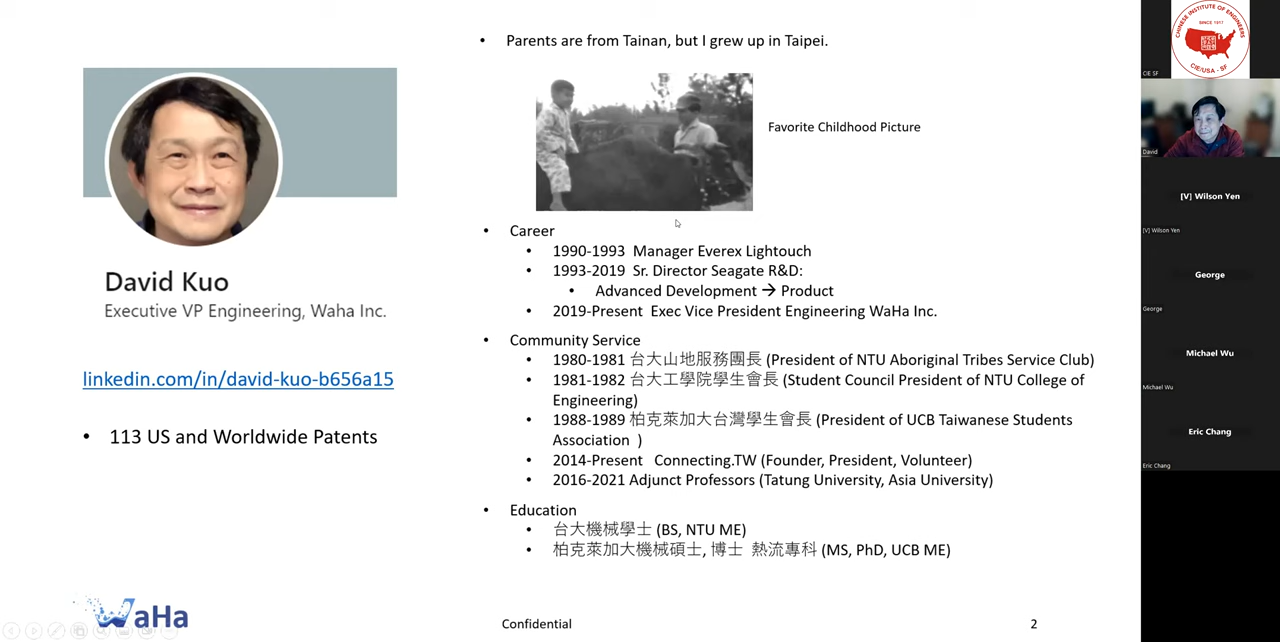 • Parents are from Tainan, but I grew up in Taipei.
Favorite Childhood Picture
David Kuo
Executive VP Engineering, Waha Inc.
linkedin.com/in/david-kuo-b656a15
• 113 US and Worldwide Patents
• Career
• 1990-1993 Manager Everex Lightouch
• 1993-2019 Sr. Director Seagate R&D:
• Advanced Development → Product
• 2019-Present Exec Vice President Engineering WaHa Inc.
• Community Service
• 1980-1981 台大山地服務團長 (President of NTU Aboriginal Tribes Service Club)
• 1981-1982 台大工學院學生會長 (Student Council President of NTU College of
Engineering)
• 1988-1989 柏克萊加大台灣學生會長 (President of UCB Taiwanese Students
Association )
• 2014-Present Connecting.TW (Founder, President, Volunteer)
• 2016-2021 Adjunct Professors (Tatung University, Asia University)
• Education
• 台大機械學士 (BS, NTU ME)
• 柏克萊加大機械碩士, 博士 熱流專科 (MS, PhD, UCB ME)
WaHa
Confidential
2
CHINESE INSTITUTE OF ENGINEERS
SINCE 1917
CIE/USA - SF
CIE SF
David
[V] Wilson Yen
[V] Wilson Yen
George
George
Michael Wu
Michael Wu
Eric Chang
Eric Chang